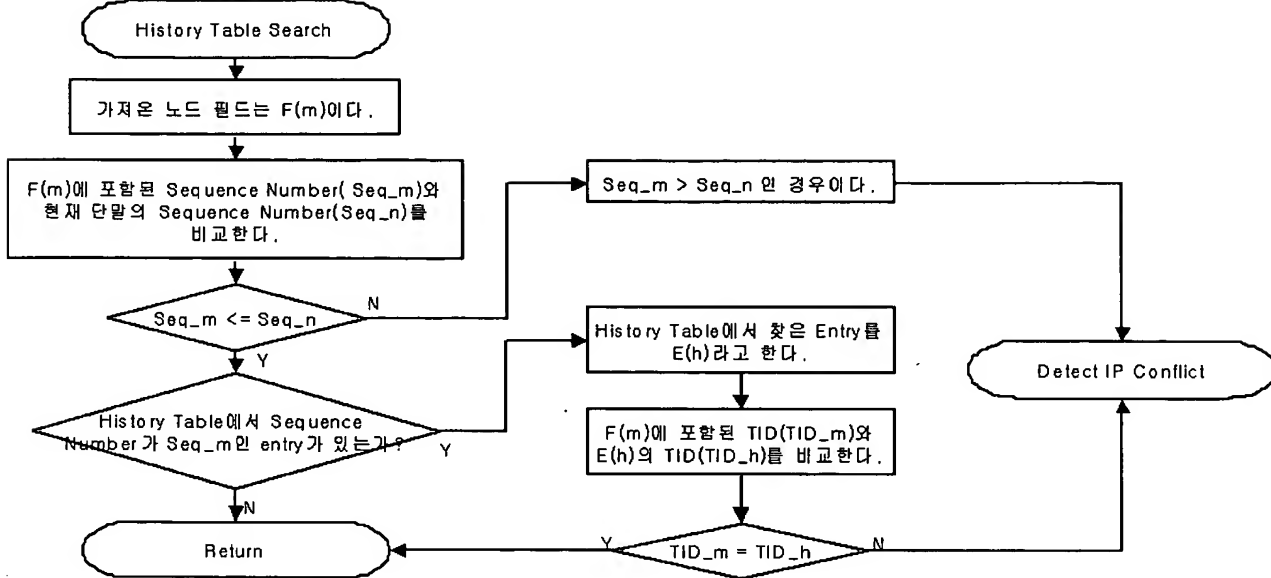 History Table Search
가져온 노드 필드는 F(m)이다.
F(m)에 포함된 Sequence Number( Seq_m)와
현재 단말의 Sequence Number(Seq_n)를
비교한다.
Seq_m <= Seq_n
N
Y
History Table에서 Sequence
Number가 Seq_m인 entry가 있는가?
Y
N
Return
Seq_m > Seq_n 인 경우이다.
History Table에서 찾은 Entry를
E(h)라고 한다.
F(m)에 포함된 TID(TID_m)와
E(h)의 TID(TID_h)를 비교한다.
Y
TID_m = TID_h
N
Detect IP Conflict